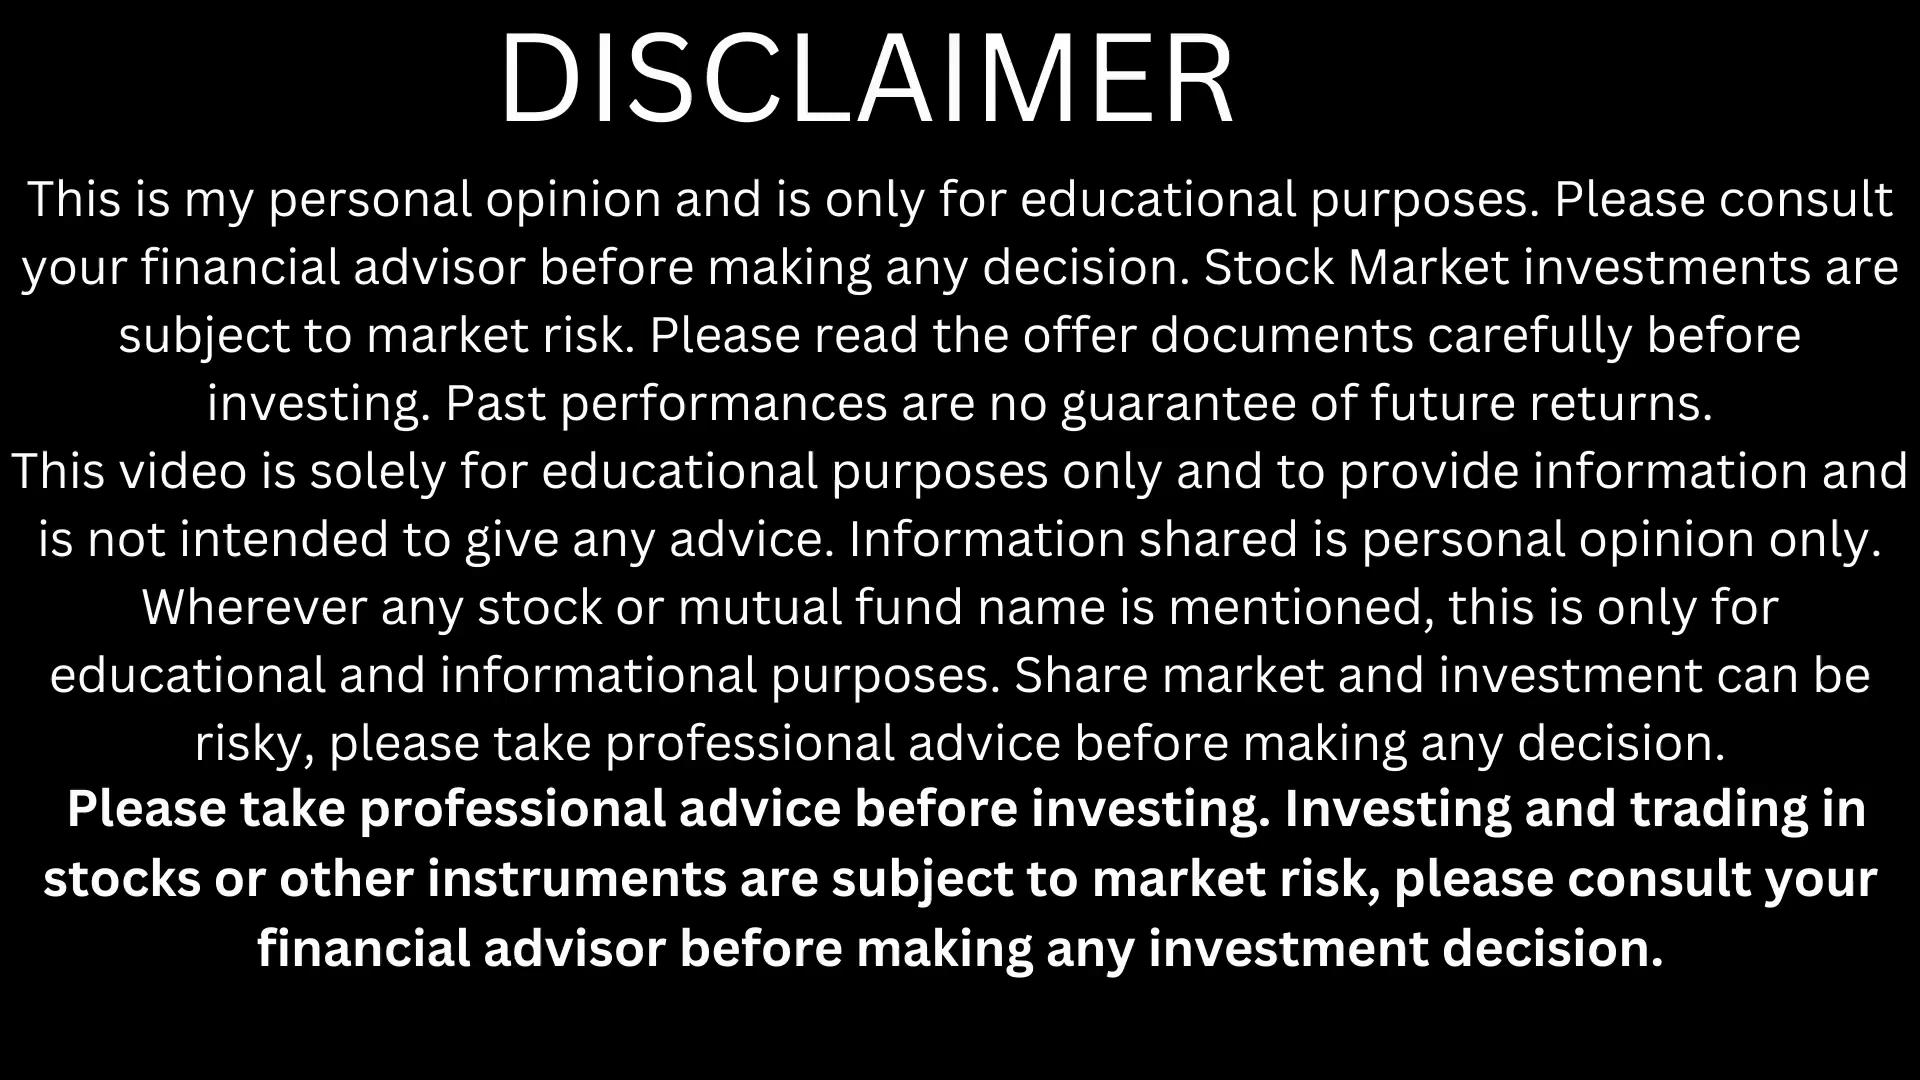 DISCLAIMER
This is my personal opinion and is only for educational purposes. Please consult
your financial advisor before making any decision. Stock Market investments are
subject to market risk. Please read the offer documents carefully before
investing. Past performances are no guarantee of future returns.
This video is solely for educational purposes only and to provide information and
is not intended to give any advice. Information shared is personal opinion only.
Wherever any stock or mutual fund name is mentioned, this is only for
educational and informational purposes. Share market and investment can be
risky, please take professional advice before making any decision.
Please take professional advice before investing. Investing and trading in
stocks or other instruments are subject to market risk, please consult your
financial advisor before making any investment decision.